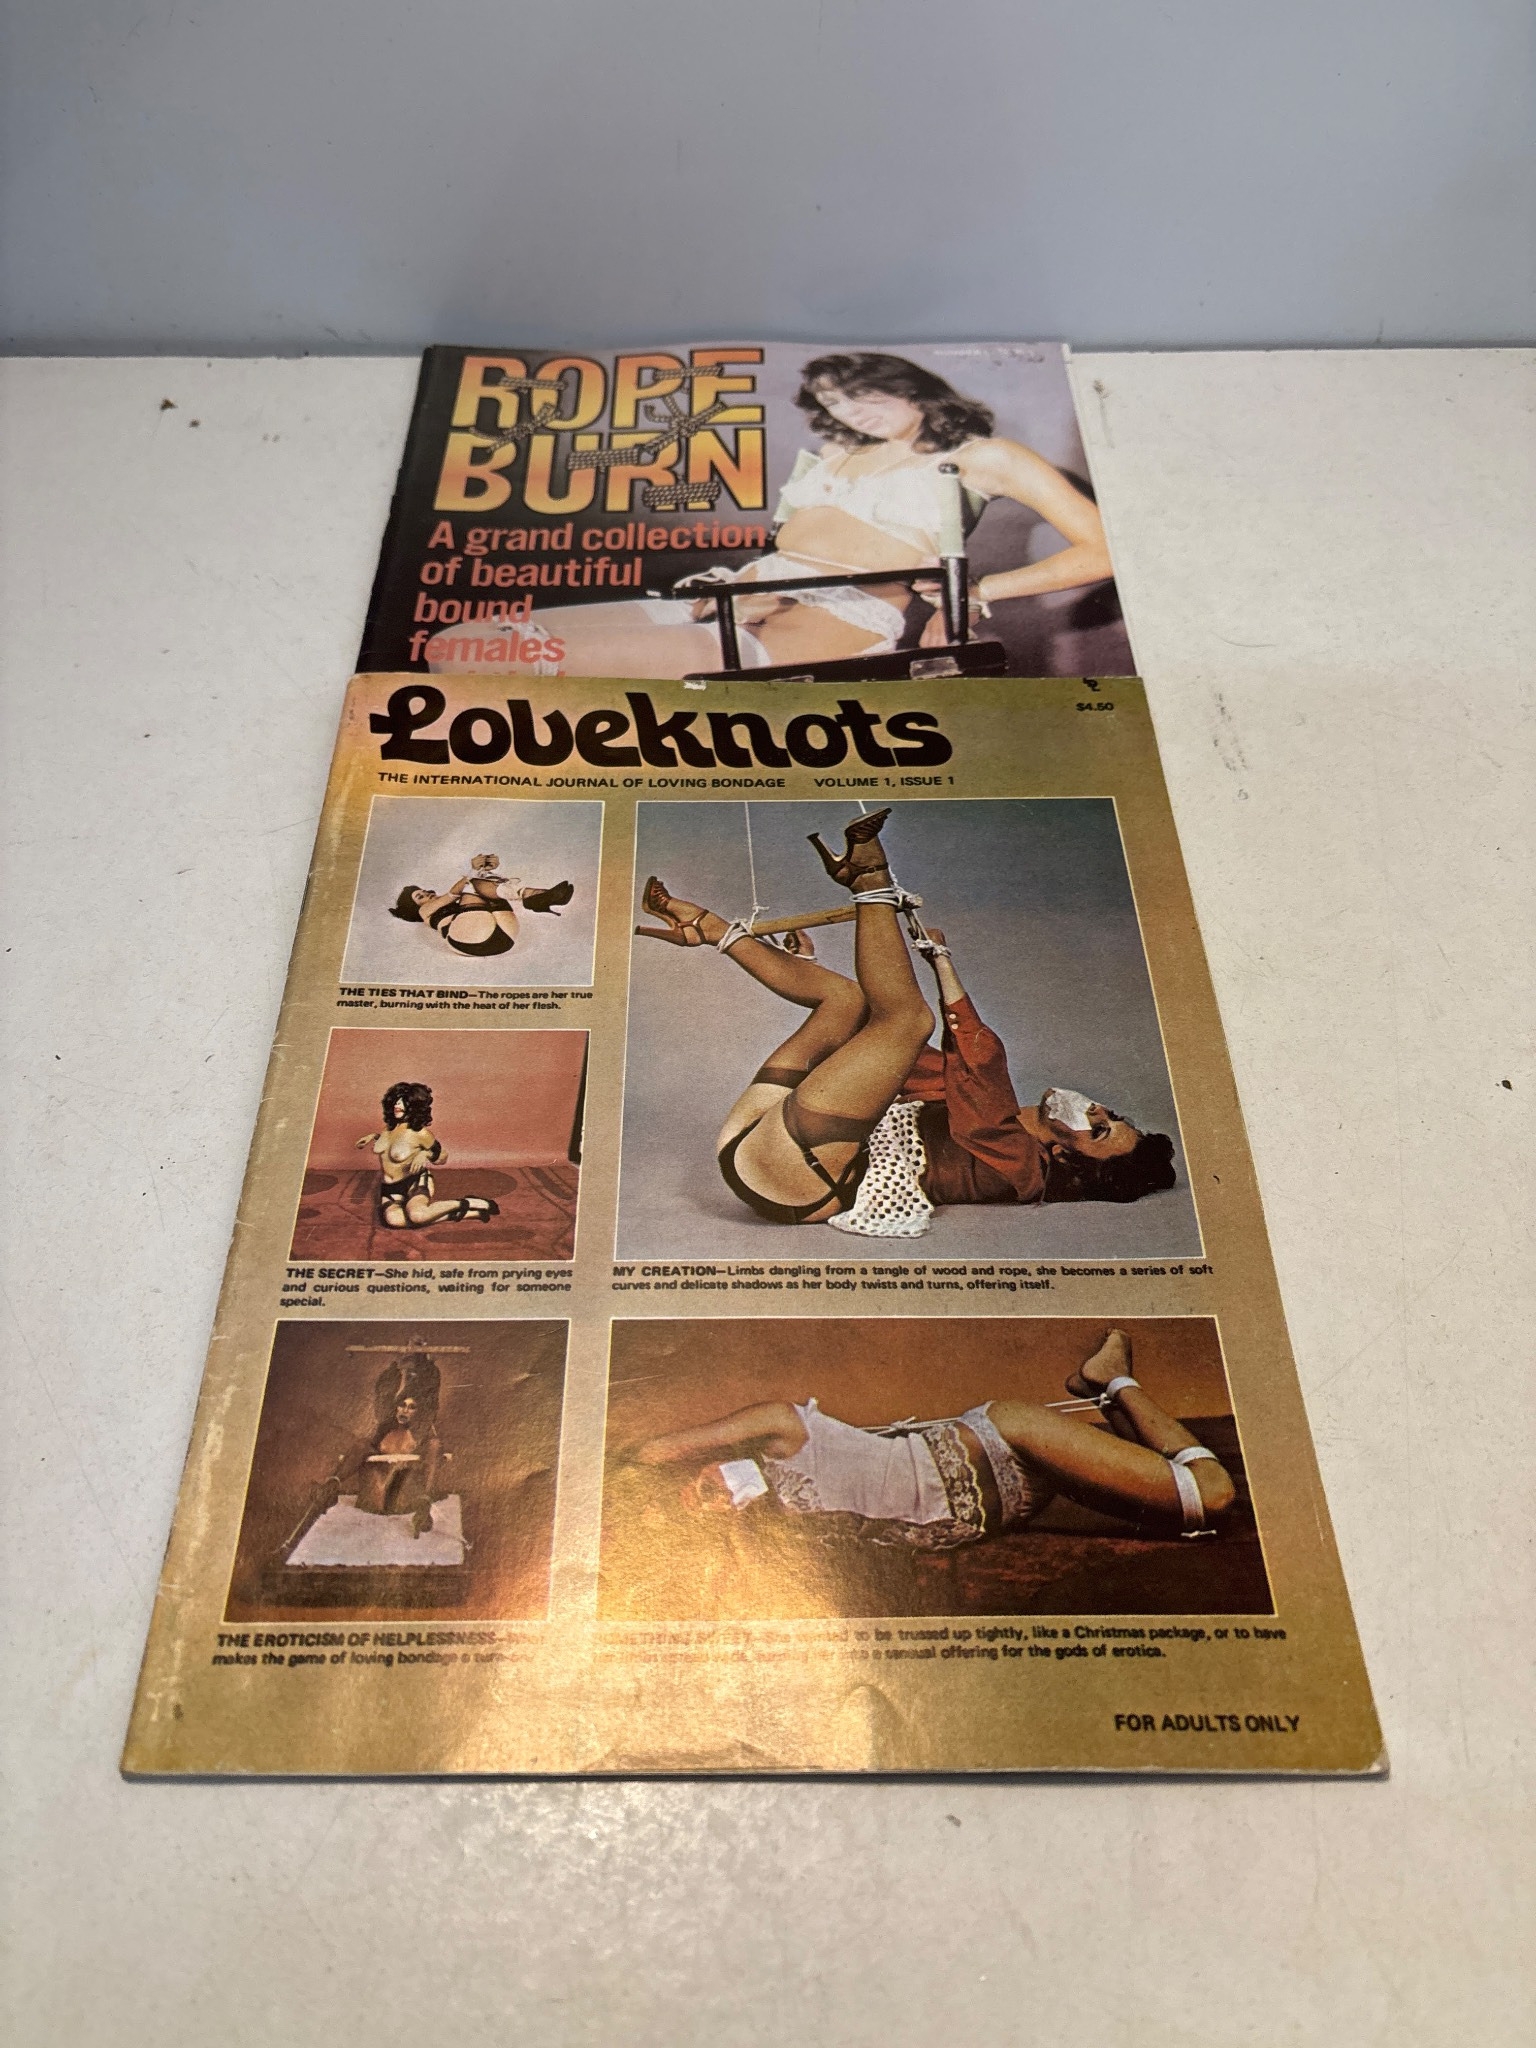 ROPE
BURN
A grand collection
of beautiful
bound
females
Loveknots
$4.50
THE INTERNATIONAL JOURNAL OF LOVING BONDAGE VOLUME 1, ISSUE 1
THE TIES THAT BIND—The ropes are her true
master, burning with the heat of her flesh.
THE SECRET—She hid, safe from prying eyes
and curious questions, waiting for someone
special.
MY CREATION—Limbs dangling from a tangle of wood and rope, she becomes a series of soft
curves and delicate shadows as her body twists and turns, offering itself.
THE EROTICISM OF HELPLESSNESS—What
makes the game of loving bondage a turn-on
to be trussed up tightly, like a Christmas package, or to have
a sensual offering for the gods of erotica.
FOR ADULTS ONLY